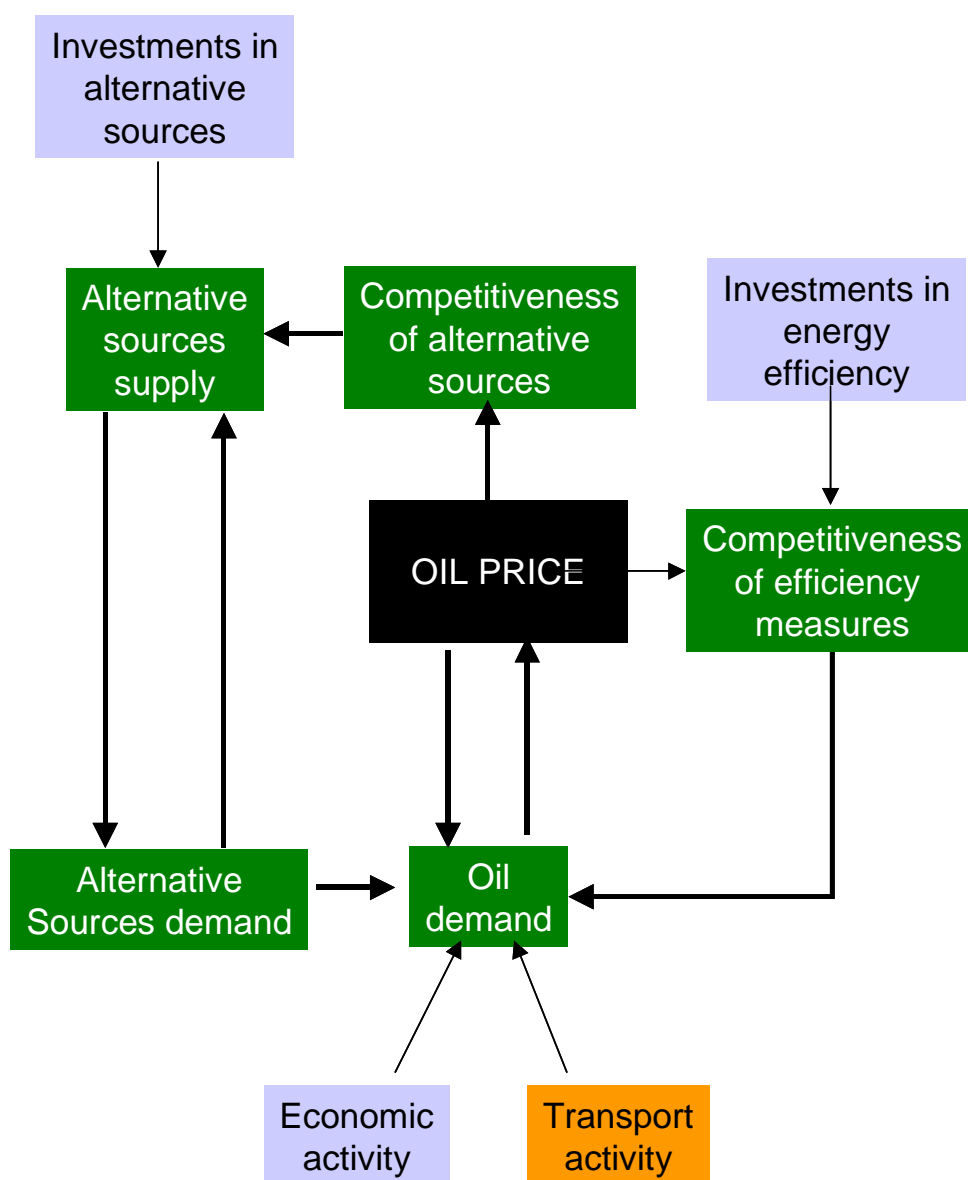 Investments in
alternative
sources
Alternative
sources
supply
Competitiveness
of alternative
sources
Investments in
energy
efficiency
OIL PRICE
Competitiveness
of efficiency
measures
Alternative
Sources demand
Oil
demand
Economic
activity
Transport
activity